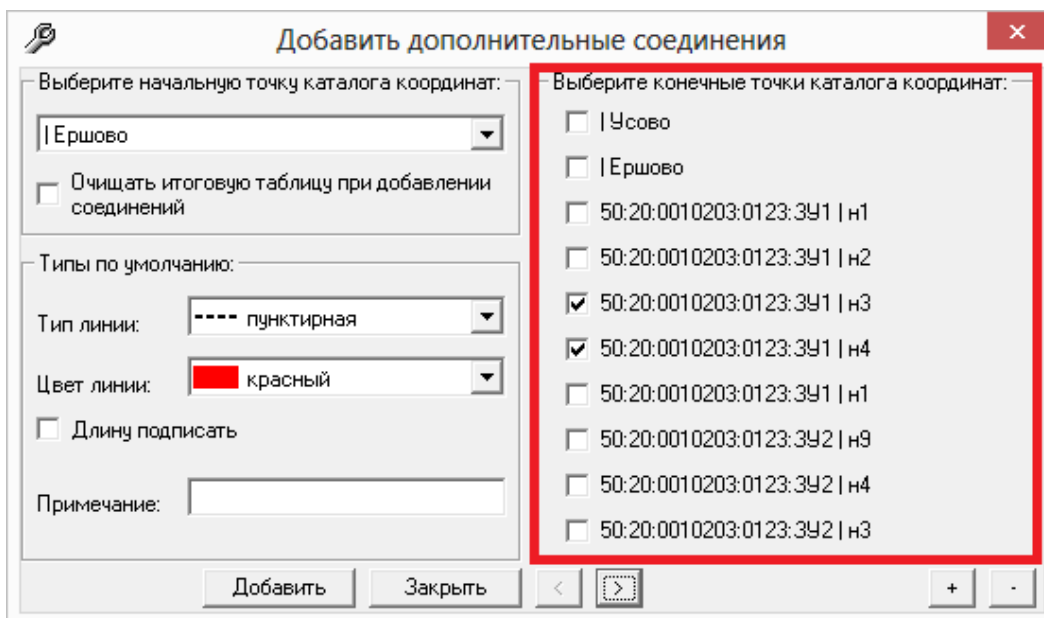 Добавить дополнительные соединения
Выберите начальную точку каталога координат:
| Ершово
Очищать итоговую таблицу при добавлении
соединений
Типы по умолчанию:
Тип линии:
пунктирная
Цвет линии:
красный
Длину подписать
Примечание:
Добавить
Закрыть
Выберите конечные точки каталога координат:
| Усово
| Ершово
50:20:0010203:0123:ЗУ1 | н1
50:20:0010203:0123:ЗУ1 | н2
50:20:0010203:0123:ЗУ1 | н3
50:20:0010203:0123:ЗУ1 | н4
50:20:0010203:0123:ЗУ1 | н1
50:20:0010203:0123:ЗУ2 | н9
50:20:0010203:0123:ЗУ2 | н4
50:20:0010203:0123:ЗУ2 | н3
< > + -